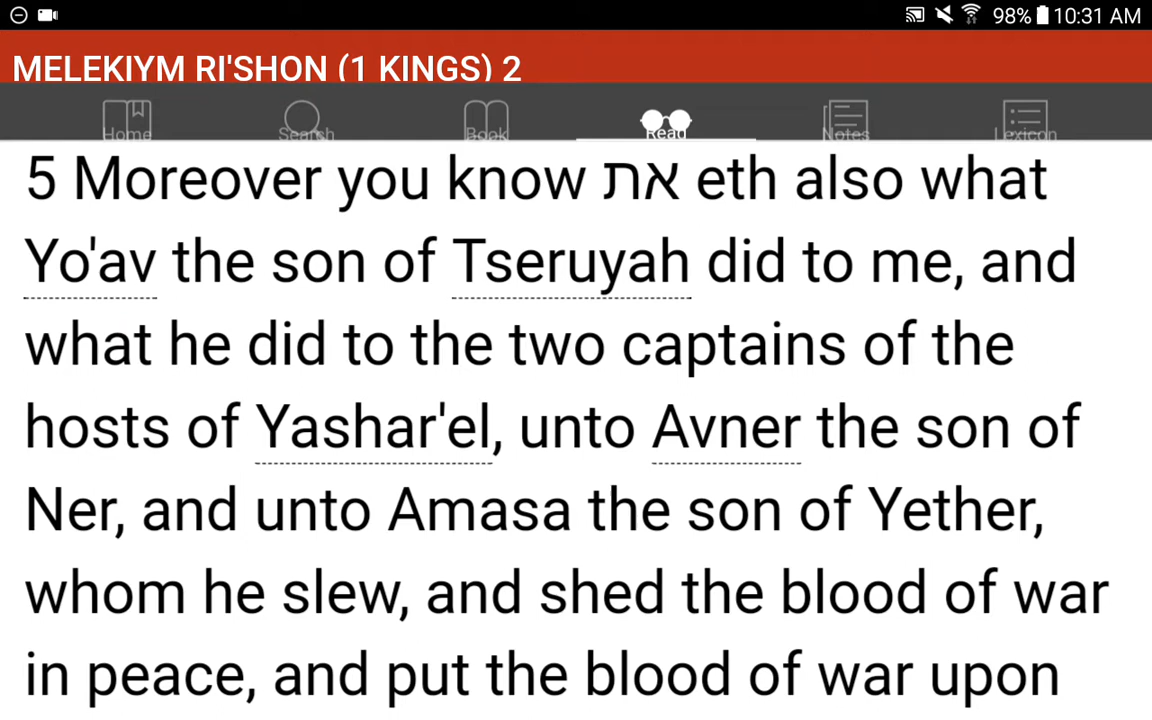 98% 10:31 AM
MELEKIYM RI'SHON (1 KINGS) 2
Home Search Book Read Notes Lexicon
5 Moreover you know את eth also what
Yo'av the son of Tseruyah did to me, and
what he did to the two captains of the
hosts of Yashar'el, unto Avner the son of
Ner, and unto Amasa the son of Yether,
whom he slew, and shed the blood of war
in peace, and put the blood of war upon